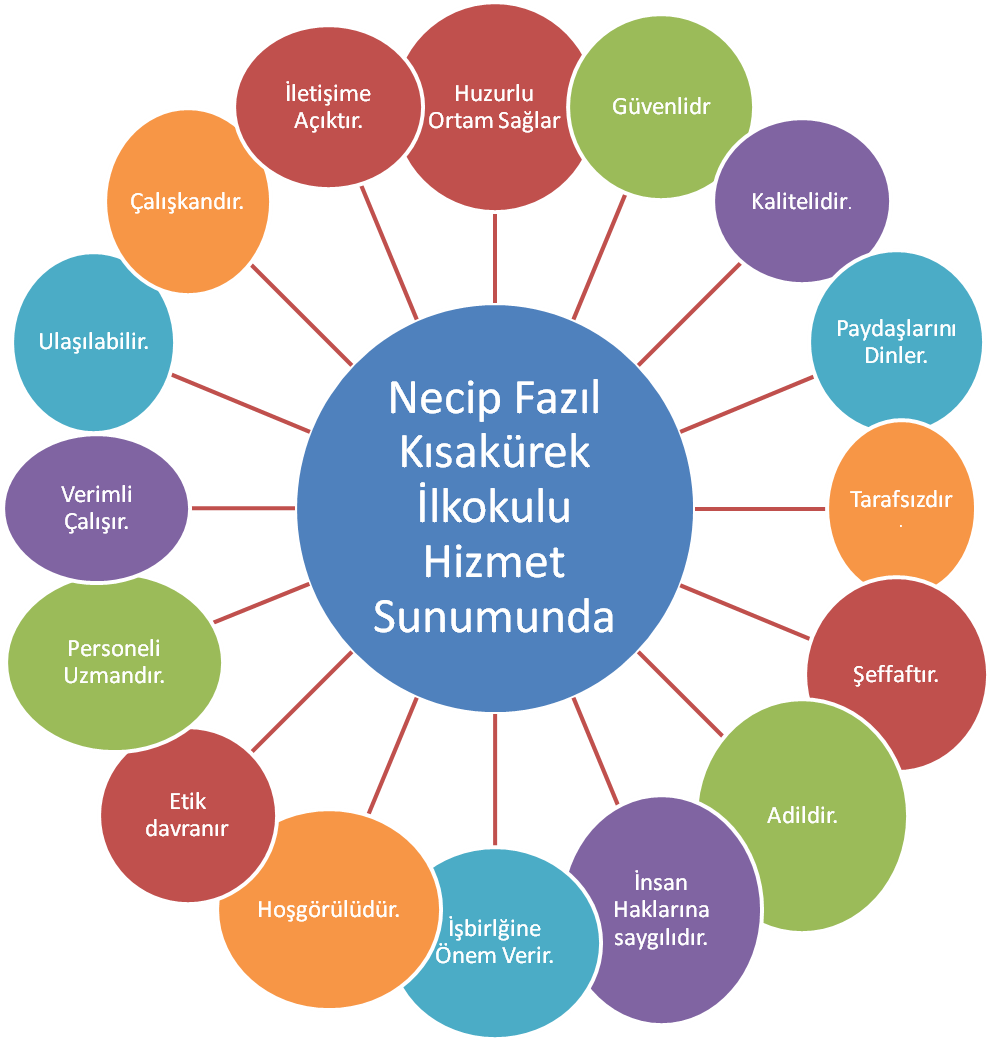 Necip Fazıl
Kısakürek
İlkokulu
Hizmet
Sunumunda
Huzurlu
Ortam Sağlar
Güvenlidr
Kalitelidir.
Paydaşlarını
Dinler.
Tarafsızdır
.
Şeffaftır.
Adildir.
İnsan
Haklarına
saygılıdır.
İşbirlğine
Önem Verir.
Hoşgörülüdür.
Etik
davranır
Personeli
Uzmandır.
Verimli
Çalışır.
Ulaşılabilir.
Çalışkandır.
İletişime
Açıktır.